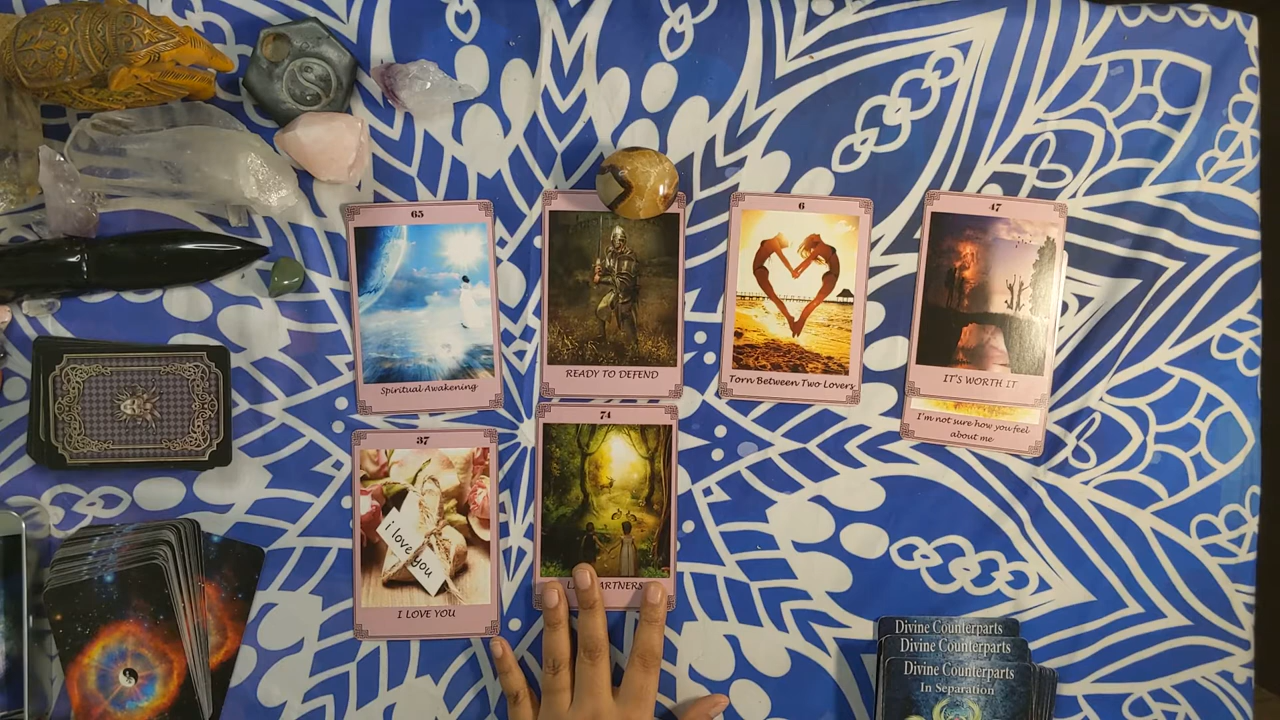 65
Spiritual Awakening
READY TO DEFEND
6
Torn Between Two Lovers
47
IT'S WORTH IT
I'm not sure how you feel
about me
37
i love you
I LOVE YOU
74
Divine Counterparts
Divine Counterparts
Divine Counterparts
In Separation